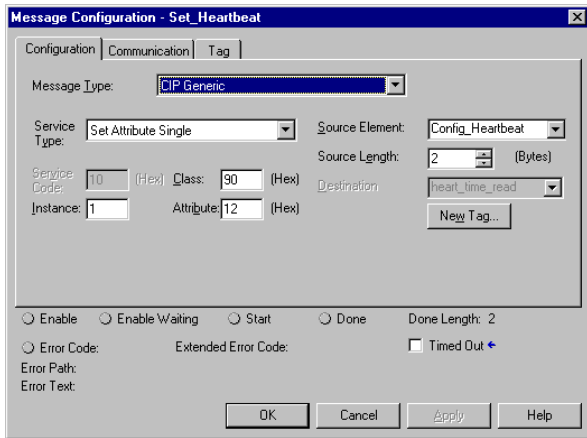 Message Configuration - Set_Heartbeat
Configuration Communication Tag
Message Type: CIP Generic
Service Type: Set Attribute Single Source Element: Config_Heartbeat
Source Length: 2 (Bytes)
Service Code: 10 (Hex) Class: 90 (Hex) Destination heart_time_read
Instance: 1 Attribute: 12 (Hex) New Tag...
Enable Enable Waiting Start Done Done Length: 2
Error Code: Extended Error Code: Timed Out
Error Path:
Error Text:
OK Cancel Apply Help